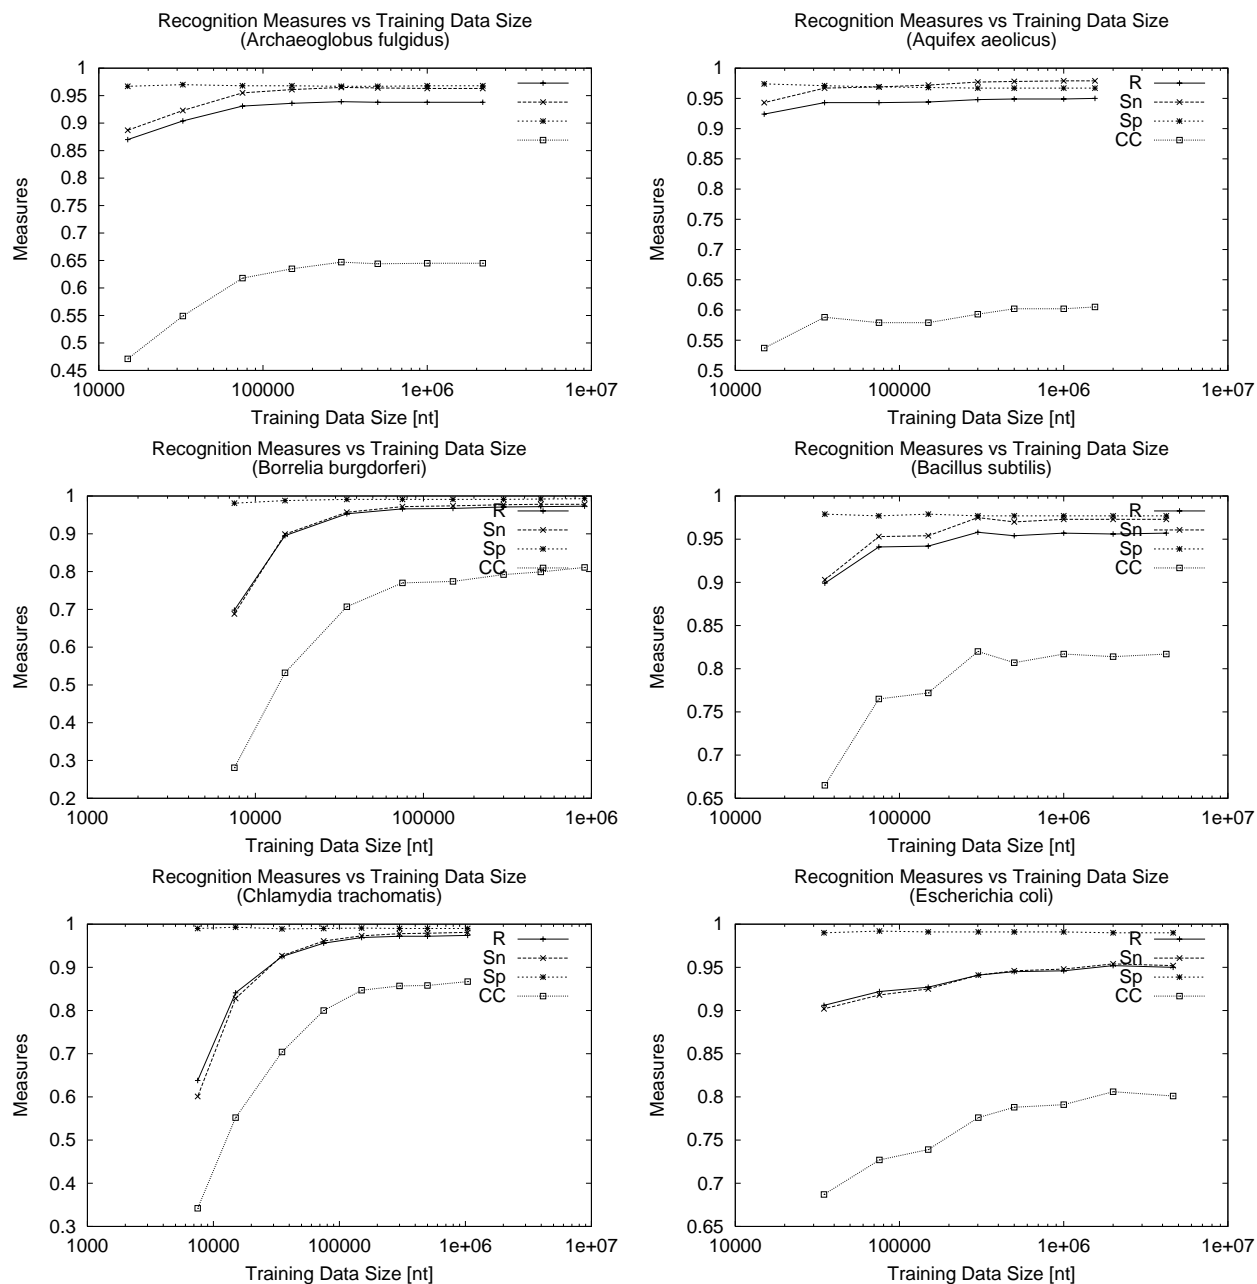 Recognition Measures vs Training Data Size
(Archaeoglobus fulgidus)
1
0.95
0.9
0.85
0.8
0.75
0.7
0.65
0.6
0.55
0.5
0.45
Measures
10000
100000
1e+06
1e+07
Training Data Size [nt]
Recognition Measures vs Training Data Size
(Aquifex aeolicus)
R
Sn
Sp
CC
1
0.95
0.9
0.85
0.8
0.75
0.7
0.65
0.6
0.55
0.5
Measures
10000
100000
1e+06
1e+07
Training Data Size [nt]
Recognition Measures vs Training Data Size
(Borrelia burgdorferi)
R
Sn
Sp
CC
1
0.9
0.8
0.7
0.6
0.5
0.4
0.3
0.2
Measures
1000
10000
100000
1e+06
Training Data Size [nt]
Recognition Measures vs Training Data Size
(Bacillus subtilis)
R
Sn
Sp
CC
1
0.95
0.9
0.85
0.8
0.75
0.7
0.65
Measures
10000
100000
1e+06
1e+07
Training Data Size [nt]
Recognition Measures vs Training Data Size
(Chlamydia trachomatis)
R
Sn
Sp
CC
1
0.9
0.8
0.7
0.6
0.5
0.4
0.3
Measures
1000
10000
100000
1e+06
1e+07
Training Data Size [nt]
Recognition Measures vs Training Data Size
(Escherichia coli)
R
Sn
Sp
CC
1
0.95
0.9
0.85
0.8
0.75
0.7
0.65
Measures
10000
100000
1e+06
1e+07
Training Data Size [nt]